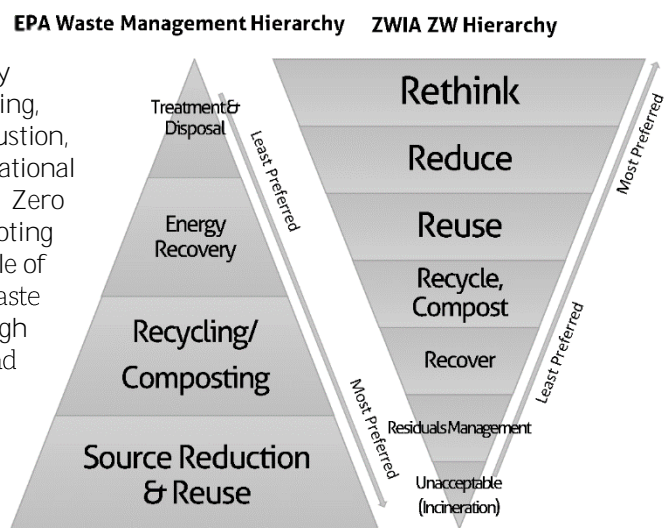 EPA Waste Management Hierarchy
ZWIA ZW Hierarchy
y
ing,
ustion,
ational
Zero
oting
le of
aste
gh
nd
Treatment &
Disposal
Energy
Recovery
Recycling/
Composting
Source Reduction
& Reuse
Least Preferred
Most Preferred
Rethink
Reduce
Reuse
Recycle,
Compost
Recover
Residuals Management
Unacceptable
(Incineration)
Most Preferred
Least Preferred